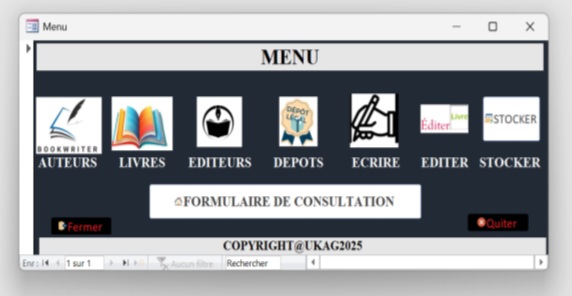 Menu
MENU
BOOKWRITER
DEPOT
LEGAL
Éditer Livre
STOCKER
AUTEURS LIVRES EDITEURS DEPOTS ECRIRE EDITER STOCKER
FORMULAIRE DE CONSULTATION
Fermer
Quiter
COPYRIGHT@UKAG2025
Enr : 1 sur 1 Aucun filtre Rechercher